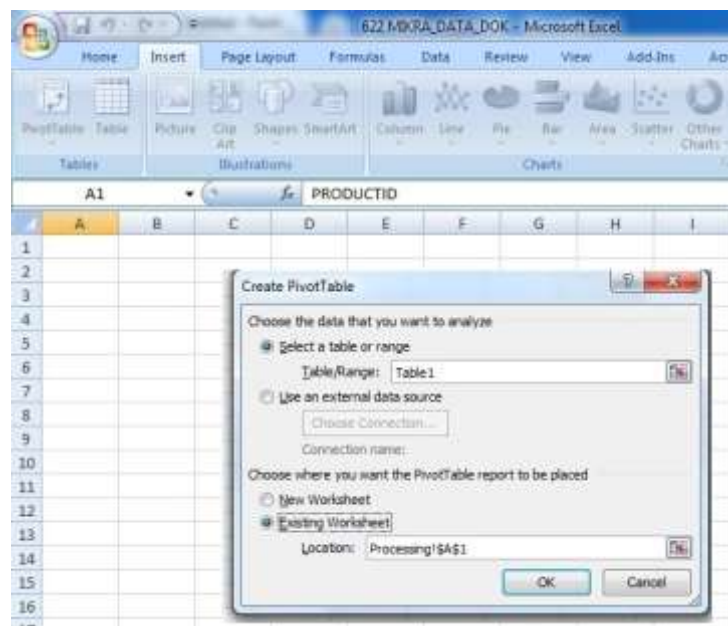 622 MIKRA_DATA_DOK - Microsoft Excel
Home Insert Page Layout Formulas Data Review View Add-Ins
PivotTable Table Picture Clip Art Shapes SmartArt Column Line Pie Bar Area Scatter Other Charts
Tables Illustrations Charts
A1 fx PRODUCTID
A B C D E F G H I
1
2
3
4
5
6
7
8
9
10
11
12
13
14
15
16
Create PivotTable
Choose the data that you want to analyze
Select a table or range
Table/Range: Table1
Use an external data source
Choose Connection...
Connection name:
Choose where you want the PivotTable report to be placed
New Worksheet
Existing Worksheet
Location: Processing!$A$1
OK Cancel